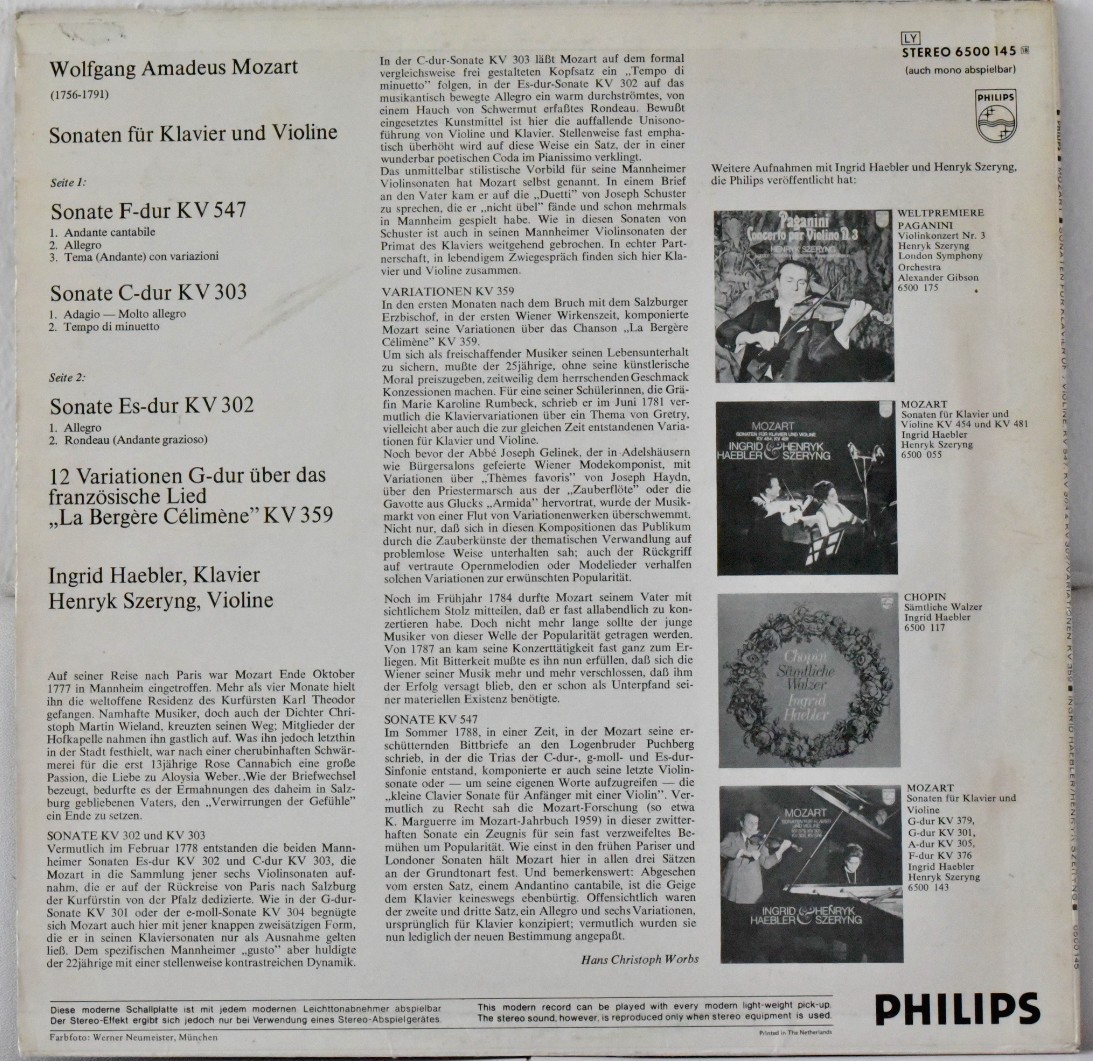 Wolfgang Amadeus Mozart
(1756-1791)
Sonaten für Klavier und Violine
Seite 1:
Sonate F-dur KV 547
1. Andante cantabile
2. Allegro
3. Tema (Andante) con variazioni
Sonate C-dur KV 303
1. Adagio — Molto allegro
2. Tempo di minuetto
Seite 2:
Sonate Es-dur KV 302
1. Allegro
2. Rondeau (Andante grazioso)
12 Variationen G-dur über das
französische Lied
„La Bergère Célimène” KV 359
Ingrid Haebler, Klavier
Henryk Szeryng, Violine
Auf seiner Reise nach Paris war Mozart Ende Oktober
1777 in Mannheim eingetroffen. Mehr als vier Monate hielt
ihn die weltoffene Residenz des Kurfürsten Karl Theodor
gefangen. Namhafte Musiker, doch auch der Dichter Chri-
stoph Martin Wieland, kreuzten seinen Weg; Mitglieder der
Hofkapelle nahmen ihn gastlich auf. Was ihn jedoch letzthin
in der Stadt festhielt, war nach einer cherubinhaften Schwär-
merei für die erst 13jährige Rose Cannabich eine große
Passion, die Liebe zu Aloysia Weber. „Wie der Briefwechsel
bezeugt, bedurfte es der Ermahnungen des daheim in Salz-
burg gebliebenen Vaters, den „Verwirrungen der Gefühle”
ein Ende zu setzen.
SONATE KV 302 und KV 303
Vermutlich im Februar 1778 entstanden die beiden Mann-
heimer Sonaten Es-dur KV 302 und C-dur KV 303, die
Mozart in die Sammlung jener sechs Violinsonaten auf-
nahm, die er auf der Rückreise von Paris nach Salzburg
der Kurfürstin von der Pfalz dedizierte. Wie in der G-dur-
Sonate KV 301 oder der e-moll-Sonate KV 304 begnügte
sich Mozart auch hier mit jener knappen zweisätzigen Form,
die er in seinen Klaviersonaten nur als Ausnahme gelten
ließ. Dem spezifischen Mannheimer „gusto” aber huldigte
der 22jährige mit einer stellenweise kontrastreichen Dynamik.
In der C-dur-Sonate KV 303 läßt Mozart auf dem formal
vergleichsweise frei gestalteten Kopfsatz ein „Tempo di
minuetto” folgen, in der Es-dur-Sonate KV 302 auf das
musikantisch bewegte Allegro ein warm durchströmtes, von
einem Hauch von Schwermut erfaßtes Rondeau. Bewußt
eingesetztes Kunstmittel ist hier die auffallende Unisono-
führung von Violine und Klavier. Stellenweise fast empha-
tisch überhöht wird auf diese Weise ein Satz, der in einer
wunderbar poetischen Coda im Pianissimo verklingt.
Das unmittelbar stilistische Vorbild für seine Mannheimer
Violinsonaten hat Mozart selbst genannt. In einem Brief
an den Vater kam er auf die „Duetti” von Joseph Schuster
zu sprechen, die er „nicht übel” fände und schon mehrmals
in Mannheim gespielt habe. Wie in diesen Sonaten von
Schuster ist auch in seinen Mannheimer Violinsonaten der
Primat des Klaviers weitgehend gebrochen. In echter Part-
nerschaft, in lebendigem Zwiegespräch finden sich hier Kla-
vier und Violine zusammen.
VARIATIONEN KV 359
In den ersten Monaten nach dem Bruch mit dem Salzburger
Erzbischof, in der ersten Wiener Wirkenszeit, komponierte
Mozart seine Variationen über das Chanson „La Bergère
Célimène” KV 359.
Um sich als freischaffender Musiker seinen Lebensunterhalt
zu sichern, mußte der 25jährige, ohne seine künstlerische
Moral preiszugeben, zeitweilig dem herrschenden Geschmack
Konzessionen machen. Für eine seiner Schülerinnen, die Grä-
fin Marie Karoline Rumbeck, schrieb er im Juni 1781 ver-
mutlich die Klaviervariationen über ein Thema von Gretry,
vielleicht aber auch die zur gleichen Zeit entstandenen Varia-
tionen für Klavier und Violine.
Noch bevor der Abbé Joseph Gelinek, der in Adelshäusern
wie Bürgersalons gefeierte Wiener Modekomponist, mit
Variationen über „Thèmes favoris” von Joseph Haydn,
über den Priestermarsch aus der „Zauberflöte” oder die
Gavotte aus Glucks „Armida” hervortrat, wurde der Musik-
markt von einer Flut von Variationenwerken überschwemmt.
Nicht nur, daß sich in diesen Kompositionen das Publikum
durch die Zauberkünste der thematischen Verwandlung auf
problemlose Weise unterhalten sah; auch der Rückgriff
auf vertraute Opernmelodien oder Modelieder verhalfen
solchen Variationen zur erwünschten Popularität.
Noch im Frühjahr 1784 durfte Mozart seinem Vater mit
sichtlichem Stolz mitteilen, daß er fast allabendlich zu kon-
zertieren habe. Doch nicht mehr lange sollte der junge
Musiker von dieser Welle der Popularität getragen werden.
Von 1787 an kam seine Konzerttätigkeit fast ganz zum Er-
liegen. Mit Bitterkeit mußte es ihn nun erfüllen, daß sich die
Wiener seiner Musik mehr und mehr verschlossen, daß ihm
der Erfolg versagt blieb, den er schon als Unterpfand sei-
ner materiellen Existenz benötigte.
SONATE KV 547
Im Sommer 1788, in einer Zeit, in der Mozart seine er-
schütternden Bittbriefe an den Logenbruder Puchberg
schrieb, in der die Trias der C-dur-, g-moll- und Es-dur-
Sinfonie entstand, komponierte er auch seine letzte Violin-
sonate oder — um seine eigenen Worte aufzugreifen — die
„kleine Clavier Sonate für Anfänger mit einer Violin”. Ver-
mutlich zu Recht sah die Mozart-Forschung (so etwa
K. Marguerre im Mozart-Jahrbuch 1959) in dieser zwitter-
haften Sonate ein Zeugnis für sein fast verzweifeltes Be-
mühen um Popularität. Wie einst in den frühen Pariser und
Londoner Sonaten hält Mozart hier in allen drei Sätzen
an der Grundtonart fest. Und bemerkenswert: Abgesehen
vom ersten Satz, einem Andantino cantabile, ist die Geige
dem Klavier keineswegs ebenbürtig. Offensichtlich waren
der zweite und dritte Satz, ein Allegro und sechs Variationen,
ursprünglich für Klavier konzipiert; vermutlich wurden sie
nun lediglich der neuen Bestimmung angepaßt.
Hans Christoph Worbs
LY
STEREO 6500 145
(auch mono abspielbar)
PHILIPS
Weitere Aufnahmen mit Ingrid Haebler und Henryk Szeryng,
die Philips veröffentlicht hat:
Paganini
Concerto per Violino N. 3
HENRYK SZERYNG
WELTPREMIERE
PAGANINI
Violinkonzert Nr. 3
Henryk Szeryng
London Symphony
Orchestra
Alexander Gibson
6500 175
MOZART
SONATEN FÜR KLAVIER UND VIOLINE
KV 454, KV 481
INGRID HENRYK
HAEBLER & SZERYNG
MOZART
Sonaten für Klavier und
Violine KV 454 und KV 481
Ingrid Haebler
Henryk Szeryng
6500 055
Chopin
Sämtliche
Walzer
Ingrid
Haebler
CHOPIN
Sämtliche Walzer
Ingrid Haebler
6500 117
MOZART
SONATEN FÜR KLAVIER
UND VIOLINE
INGRID HENRYK
HAEBLER & SZERYNG
MOZART
Sonaten für Klavier und
Violine
G-dur KV 379,
G-dur KV 301,
A-dur KV 305,
F-dur KV 376
Ingrid Haebler
Henryk Szeryng
6500 143
Diese moderne Schallplatte ist mit jedem modernen Leichttonabnehmer abspielbar
Der Stereo-Effekt ergibt sich jedoch nur bei Verwendung eines Stereo-Abspielgerätes.
This modern record can be played with every modern light-weight pick-up.
The stereo sound, however, is reproduced only when stereo equipment is used.
Farbfoto: Werner Neumeister, München
Printed in The Netherlands
PHILIPS